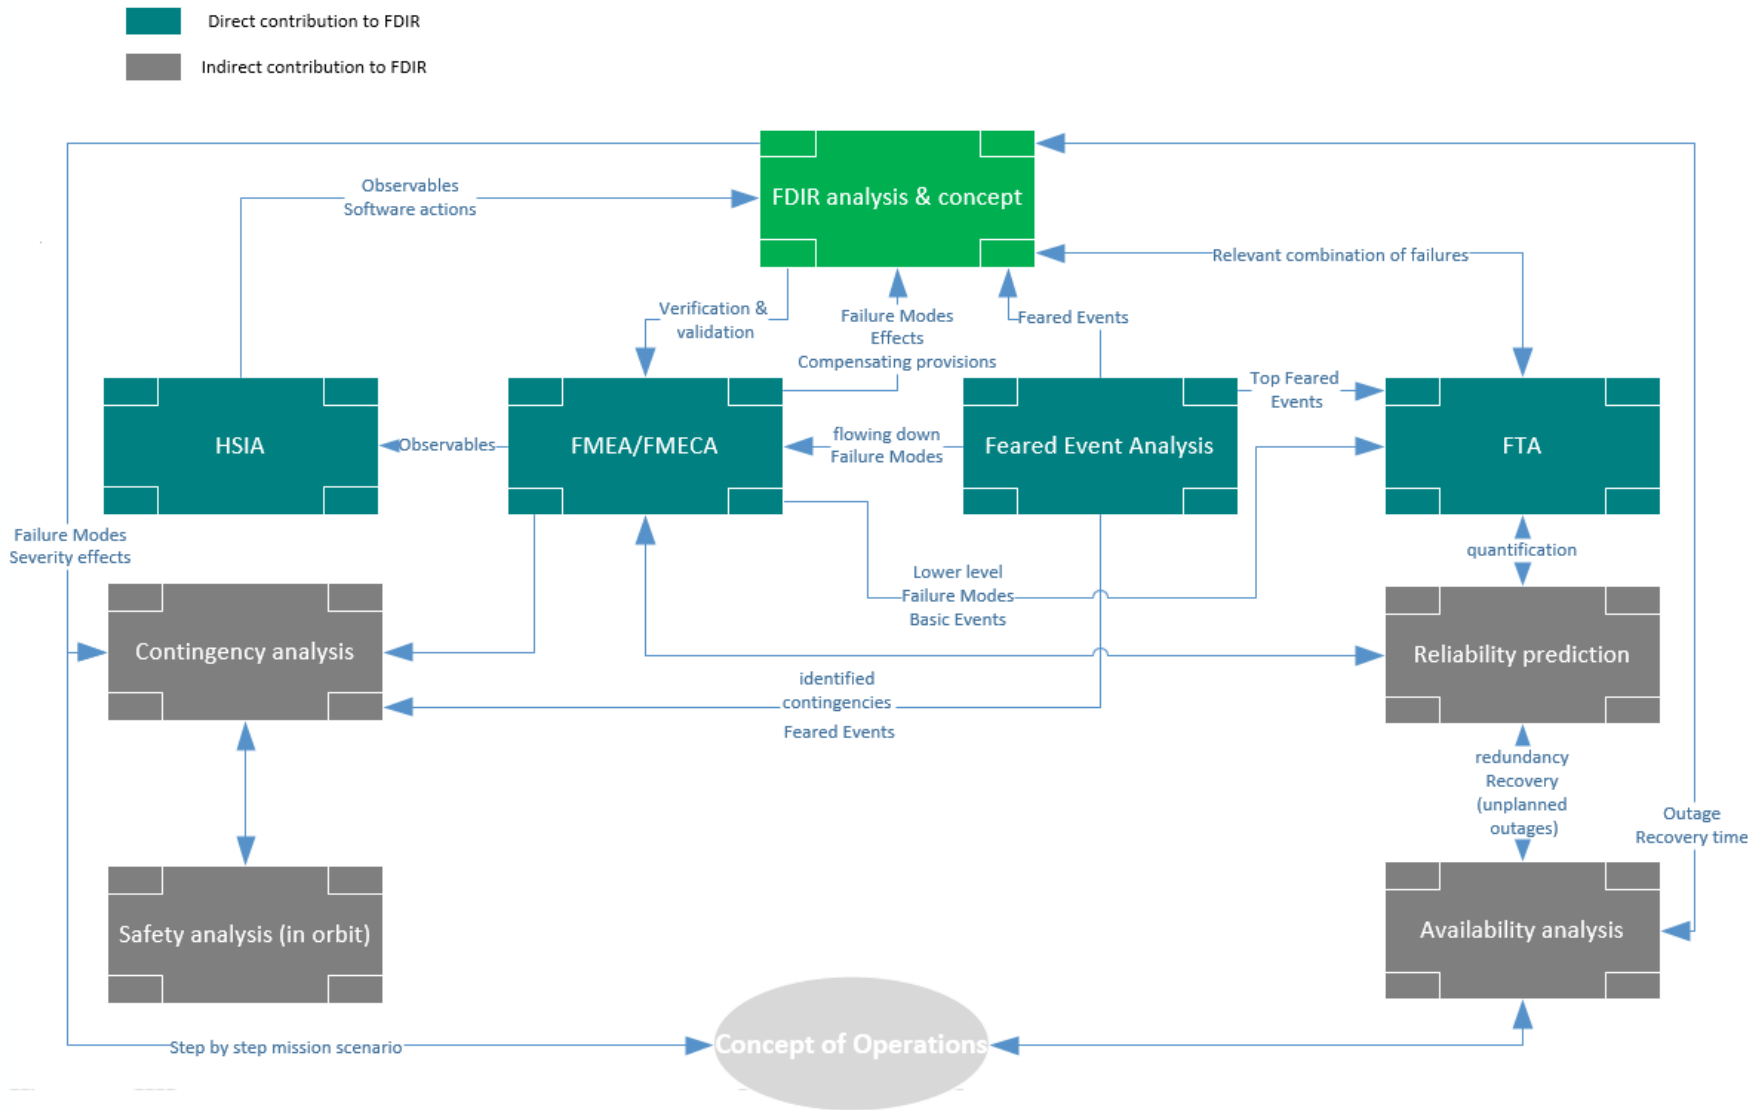 Direct contribution to FDIR
Indirect contribution to FDIR
FDIR analysis & concept
Observables
Software actions
Relevant combination of failures
Verification &
validation
Failure Modes
Effects
Compensating provisions
Feared Events
Top Feared
Events
HSIA
Observables
FMEA/FMECA
flowing down
Failure Modes
Feared Event Analysis
FTA
Failure Modes
Severity effects
quantification
Lower level
Failure Modes
Basic Events
Contingency analysis
Reliability prediction
identified
contingencies
Feared Events
redundancy
Recovery
(unplanned
outages)
Outage
Recovery time
Safety analysis (in orbit)
Availability analysis
Step by step mission scenario
Concept of Operations